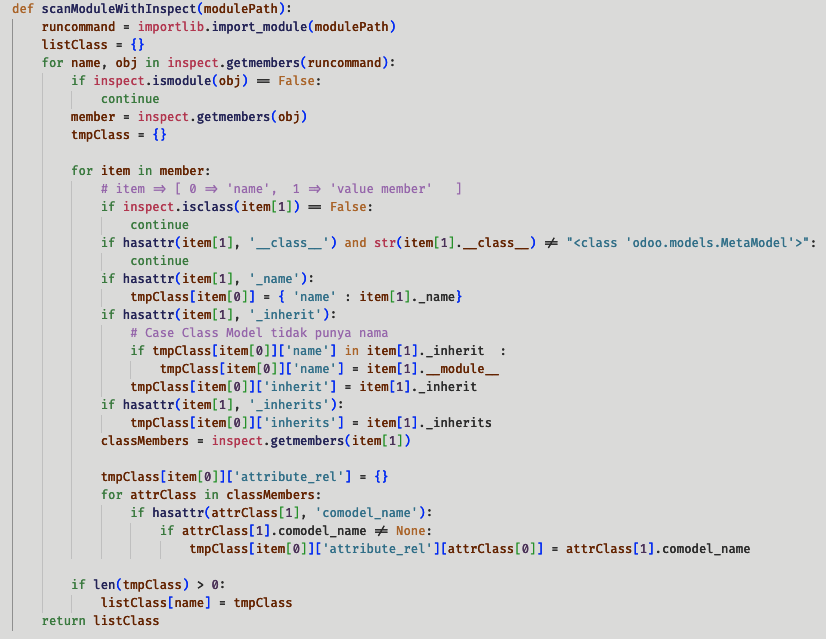 def scanModuleWithInspect(modulePath):
    runcommand = importlib.import_module(modulePath)
    listClass = {}
    for name, obj in inspect.getmembers(runcommand):
        if inspect.ismodule(obj) == False:
            continue
        member = inspect.getmembers(obj)
        tmpClass = {}

        for item in member:
            # item => [ 0 => 'name',  1 => 'value member'   ]
            if inspect.isclass(item[1]) == False:
                continue
            if hasattr(item[1], '__class__') and str(item[1].__class__) != "<class 'odoo.models.MetaModel'>":
                continue
            if hasattr(item[1], '_name'):
                tmpClass[item[0]] = { 'name' : item[1]._name}
            if hasattr(item[1], '_inherit'):
                # Case Class Model tidak punya nama
                if tmpClass[item[0]]['name'] in item[1]._inherit  :
                    tmpClass[item[0]]['name'] = item[1].__module__
                tmpClass[item[0]]['inherit'] = item[1]._inherit
            if hasattr(item[1], '_inherits'):
                tmpClass[item[0]]['inherits'] = item[1]._inherits
            classMembers = inspect.getmembers(item[1])

            tmpClass[item[0]]['attribute_rel'] = {}
            for attrClass in classMembers:
                if hasattr(attrClass[1], 'comodel_name'):
                    if attrClass[1].comodel_name != None:
                        tmpClass[item[0]]['attribute_rel'][attrClass[0]] = attrClass[1].comodel_name

        if len(tmpClass) > 0:
            listClass[name] = tmpClass
    return listClass